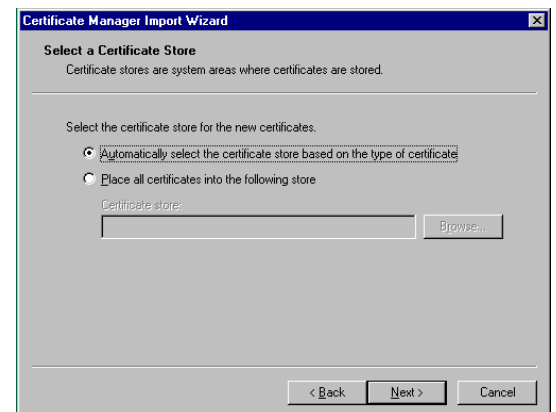 Certificate Manager Import Wizard
Select a Certificate Store
Certificate stores are system areas where certificates are stored.
Select the certificate store for the new certificates.
Automatically select the certificate store based on the type of certificate
Place all certificates into the following store
Certificate store:
Browse...
< Back Next > Cancel